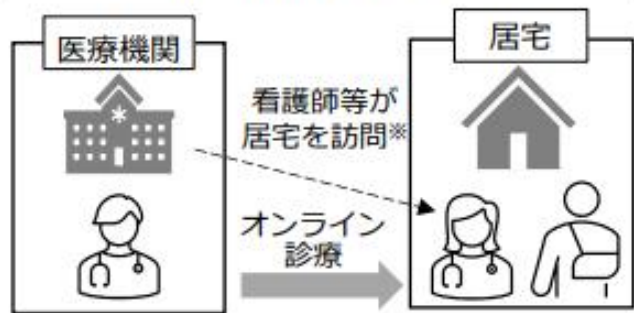 医療機関
居宅
看護師等が
居宅を訪問※
オンライン
診療